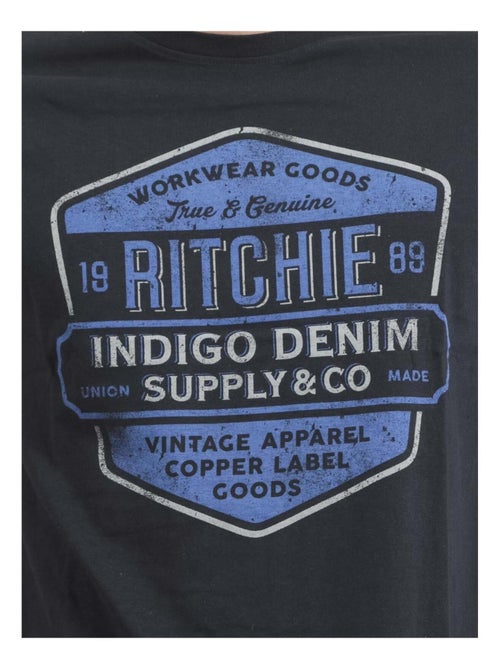 WORKWEAR GOODS
True & Genuine
19 RITCHIE 89
INDIGO DENIM
UNION SUPPLY & CO MADE
VINTAGE APPAREL
COPPER LABEL
GOODS